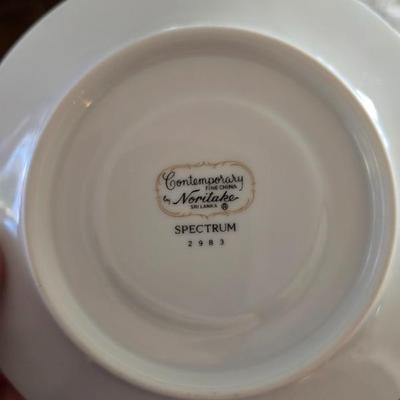 Contemporary
FINE CHINA
by Noritake
SRI LANKA ®
SPECTRUM
2983